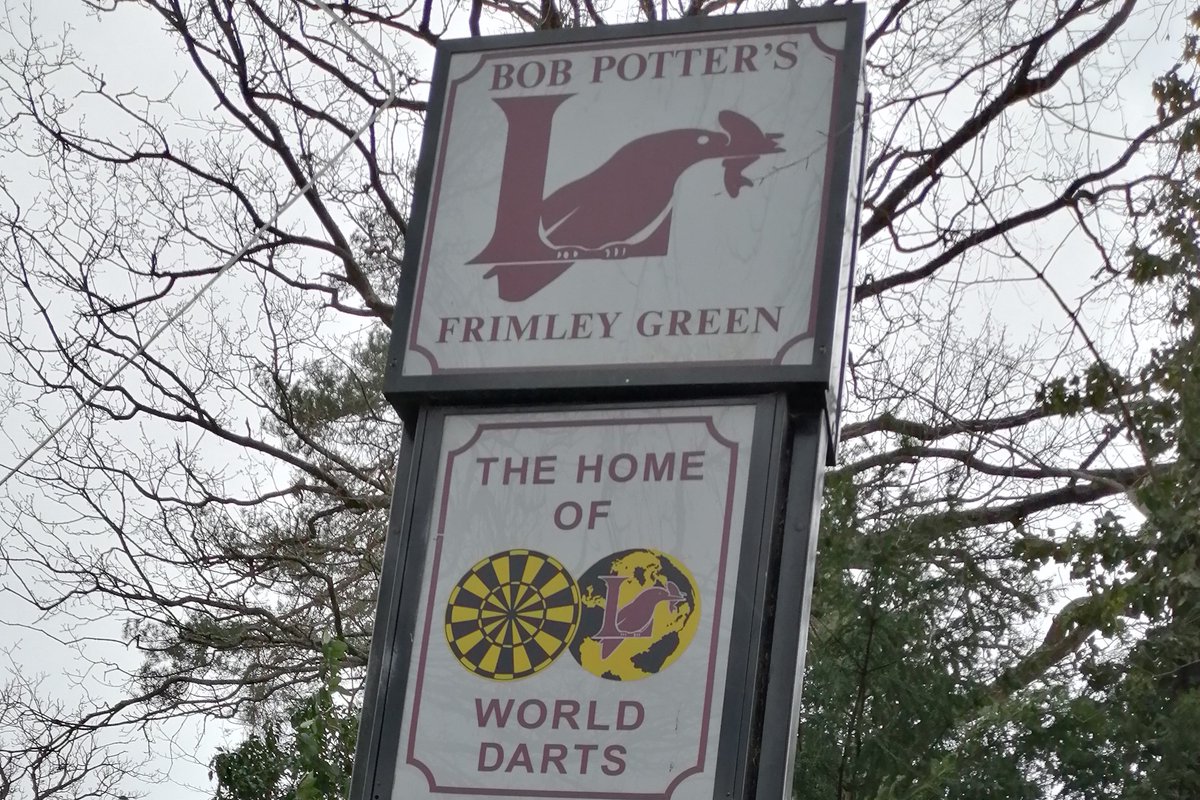 BOB POTTER'S
L
FRIMLEY GREEN
THE HOME
OF
L
WORLD
DARTS